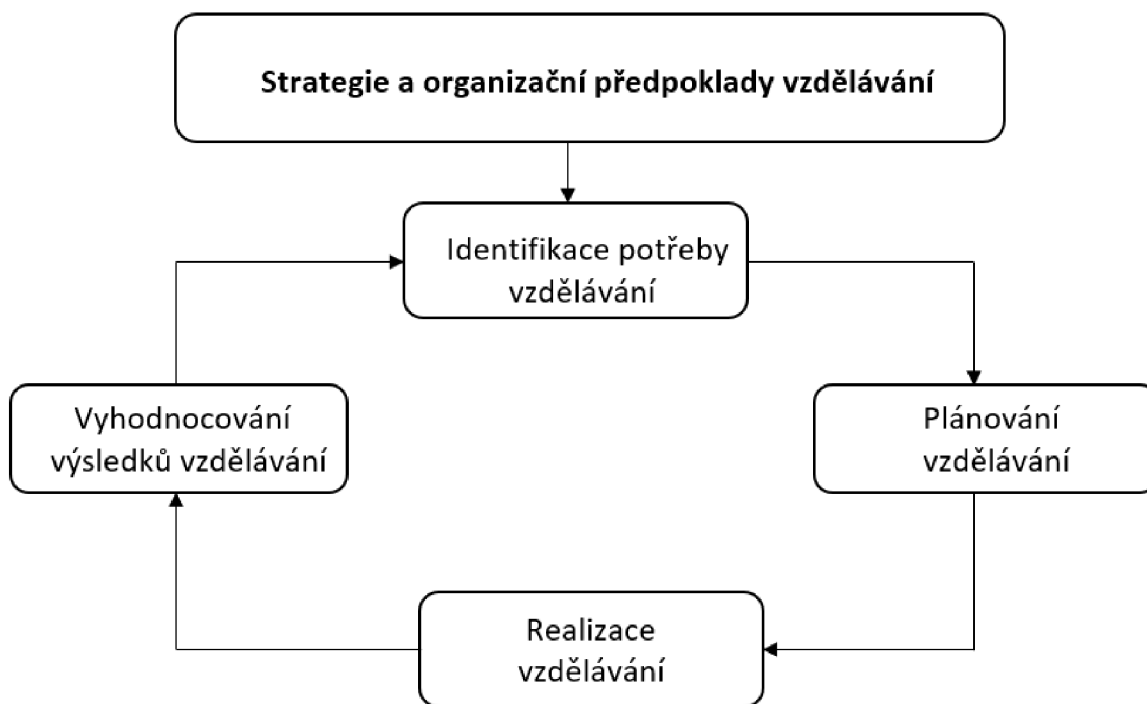 Strategie a organizační předpoklady vzdělávání
Identifikace potřeby
vzdělávání
Vyhodnocování
výsledků vzdělávání
Plánování
vzdělávání
Realizace
vzdělávání